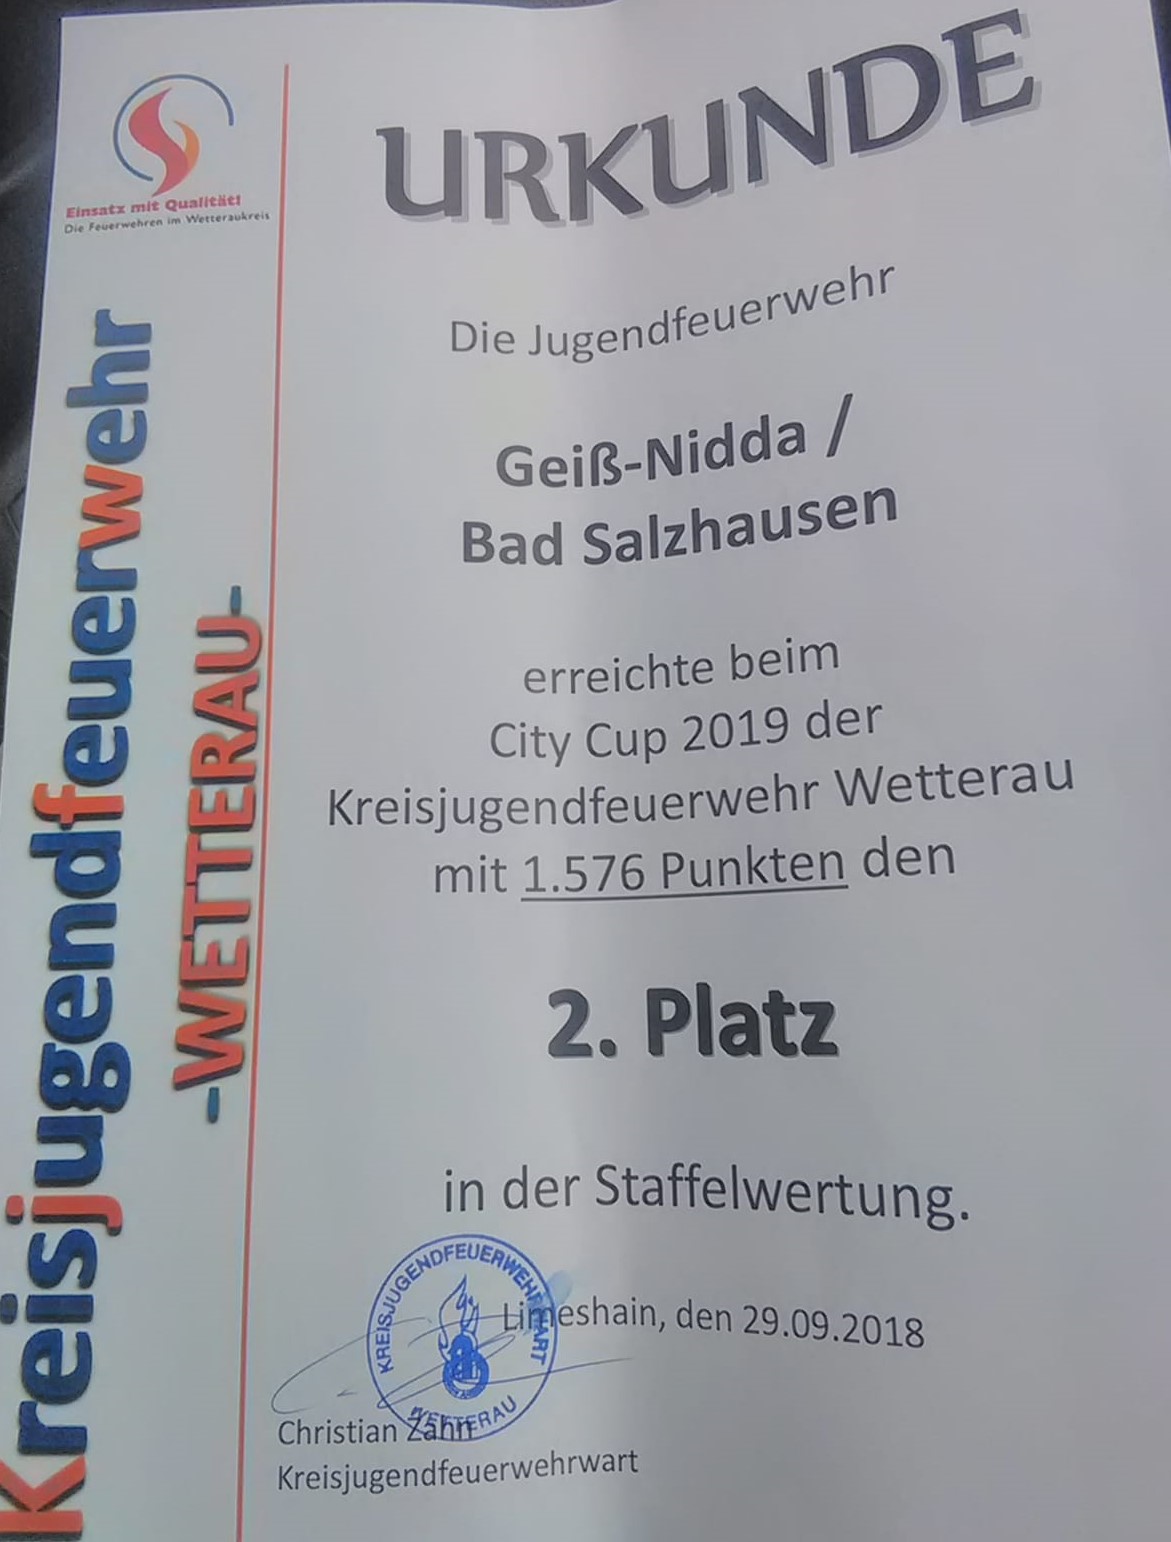 Einsatz mit Qualität!
Die Feuerwehren im Wetteraukreis
Kreisjugendfeuerwehr
-WETTERAU-
URKUNDE
Die Jugendfeuerwehr
Geiß-Nidda /
Bad Salzhausen
erreichte beim
City Cup 2019 der
Kreisjugendfeuerwehr Wetterau
mit 1.576 Punkten den
2. Platz
in der Staffelwertung.
KREISJUGENDFEUERWEHRWART
WETTERAU
Limeshain, den 29.09.2018
Christian Zahn
Kreisjugendfeuerwehrwart